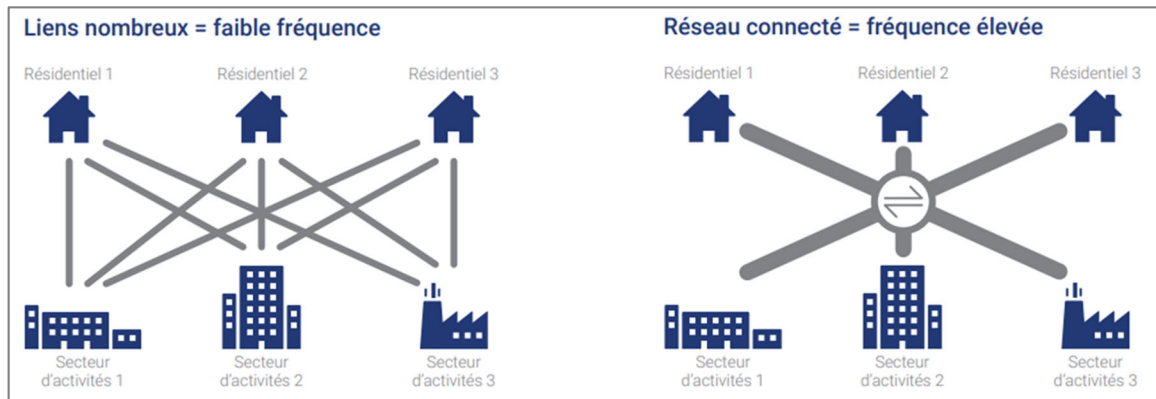 Liens nombreux = faible fréquence
Résidentiel 1
Résidentiel 2
Résidentiel 3
Secteur
d'activités 1
Secteur
d'activités 2
Secteur
d'activités 3
Réseau connecté = fréquence élevée
Résidentiel 1
Résidentiel 2
Résidentiel 3
Secteur
d'activités 1
Secteur
d'activités 2
Secteur
d'activités 3